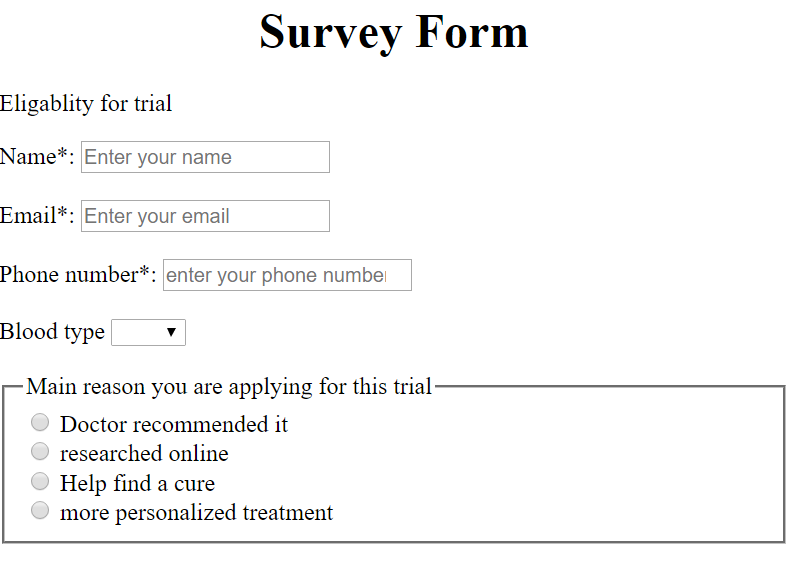 Survey Form
Eligablity for trial
Name*: Enter your name
Email*: Enter your email
Phone number*: enter your phone number
Blood type
Main reason you are applying for this trial
Doctor recommended it
researched online
Help find a cure
more personalized treatment